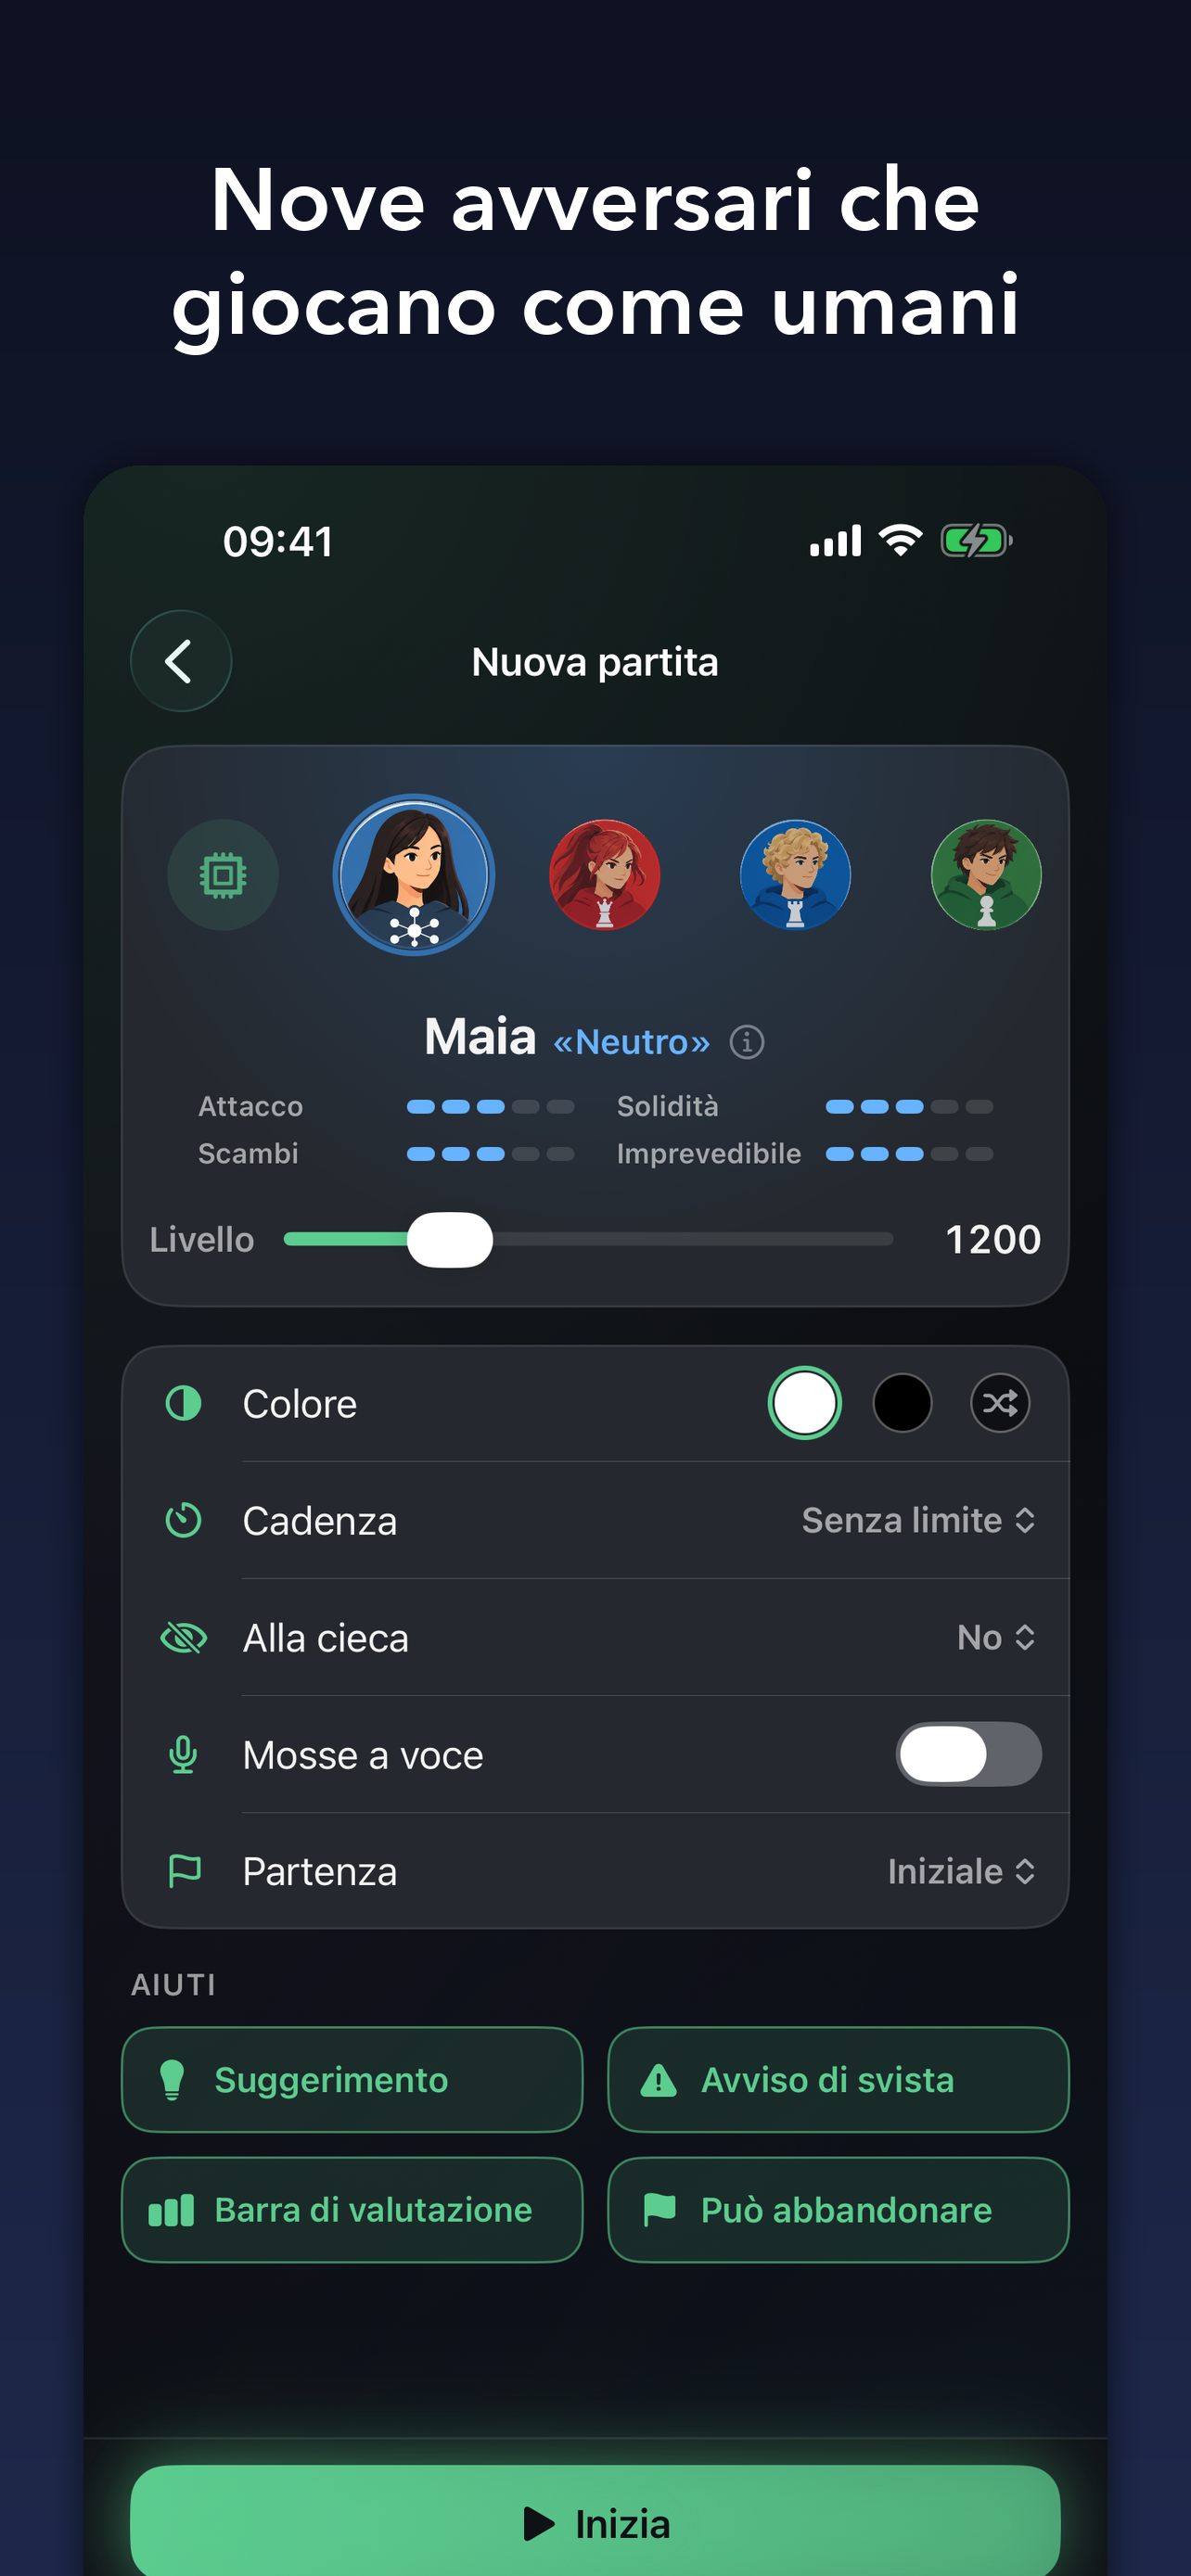 Nove avversari che
giocano come umani
09:41
Nuova partita
Maia «Neutro»
Attacco Solidità
Scambi Imprevedibile
Livello 1200
Colore
Cadenza Senza limite
Alla cieca No
Mosse a voce
Partenza Iniziale
AIUTI
Suggerimento Avviso di svista
Barra di valutazione Può abbandonare
Inizia